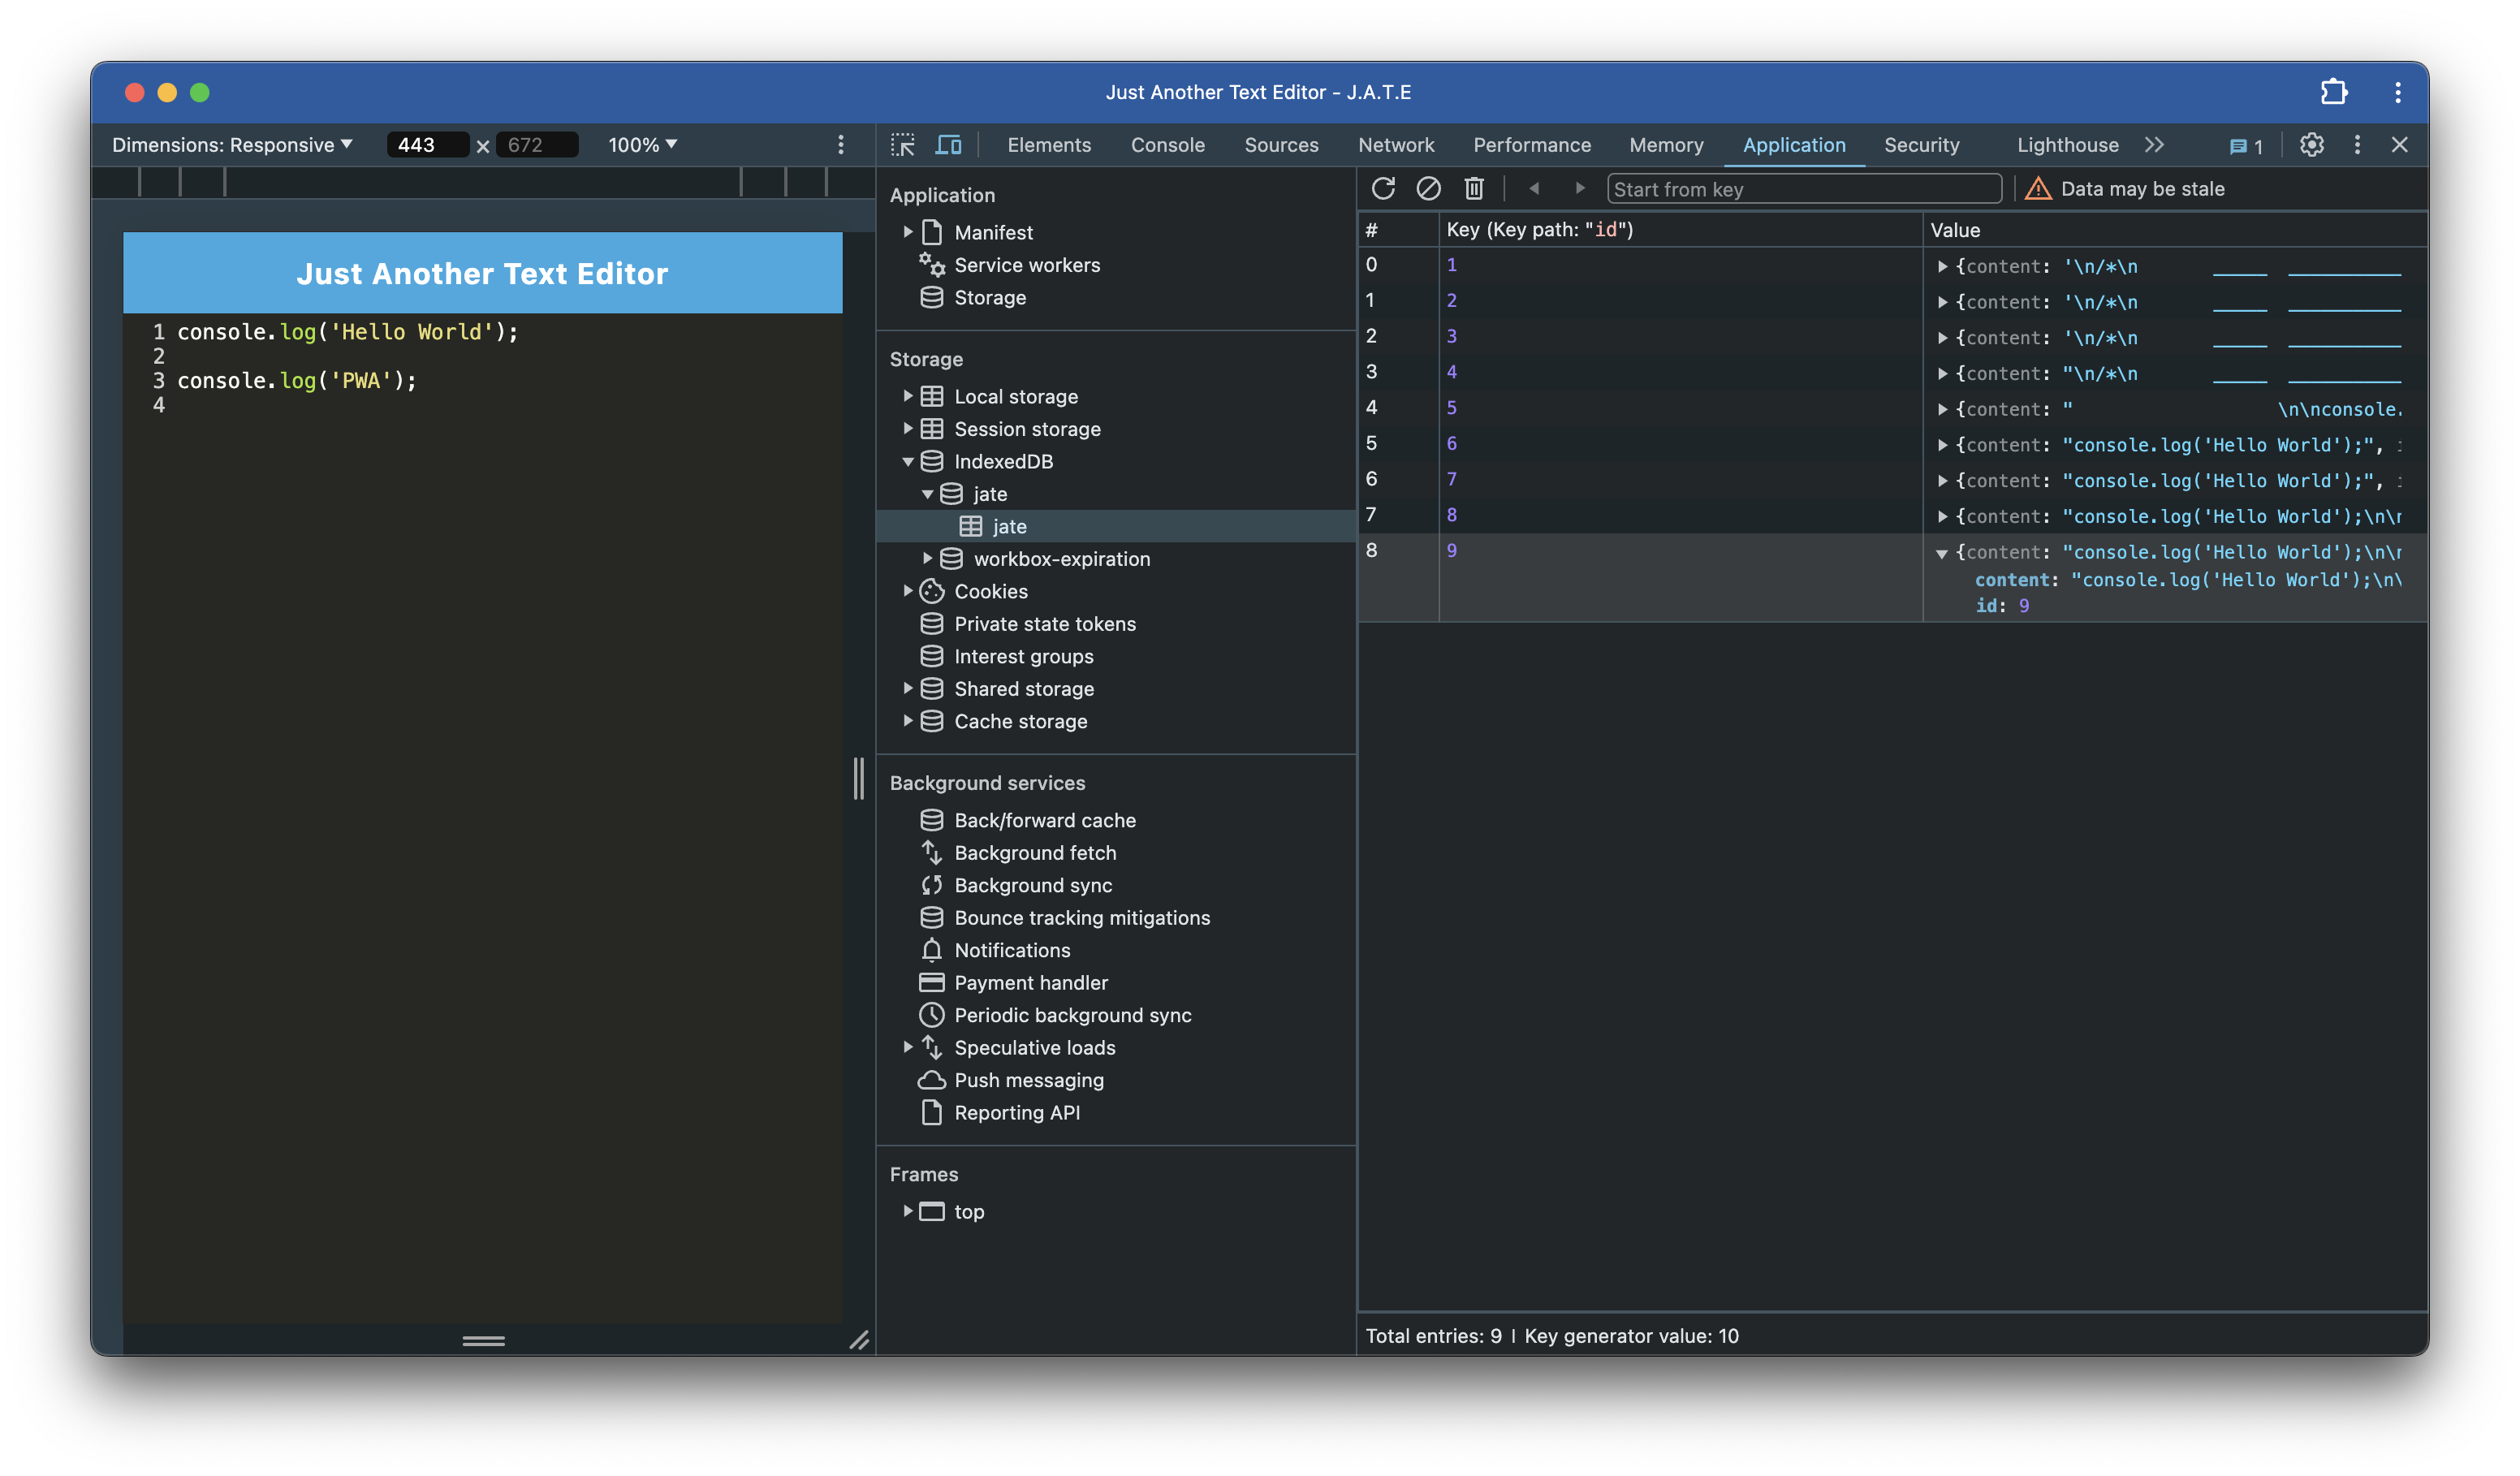 Just Another Text Editor - J.A.T.E
Dimensions: Responsive 443 × 672 100%
Elements Console Sources Network Performance Memory Application Security Lighthouse 1
Just Another Text Editor
1 console.log('Hello World');
2
3 console.log('PWA');
4
Application
Manifest
Service workers
Storage
Storage
Local storage
Session storage
IndexedDB
jate
jate
workbox-expiration
Cookies
Private state tokens
Interest groups
Shared storage
Cache storage
Background services
Back/forward cache
Background fetch
Background sync
Bounce tracking mitigations
Notifications
Payment handler
Periodic background sync
Speculative loads
Push messaging
Reporting API
Frames
top
Start from key Data may be stale
# Key (Key path: "id") Value
0 1 {content: '\n/*\n _____ ___________
1 2 {content: '\n/*\n _____ ___________
2 3 {content: '\n/*\n _____ ___________
3 4 {content: "\n/*\n _____ ___________
4 5 {content: " \n\nconsole.
5 6 {content: "console.log('Hello World');",
6 7 {content: "console.log('Hello World');",
7 8 {content: "console.log('Hello World');\n\n
8 9 {content: "console.log('Hello World');\n\n
content: "console.log('Hello World');\n\
id: 9
Total entries: 9 | Key generator value: 10